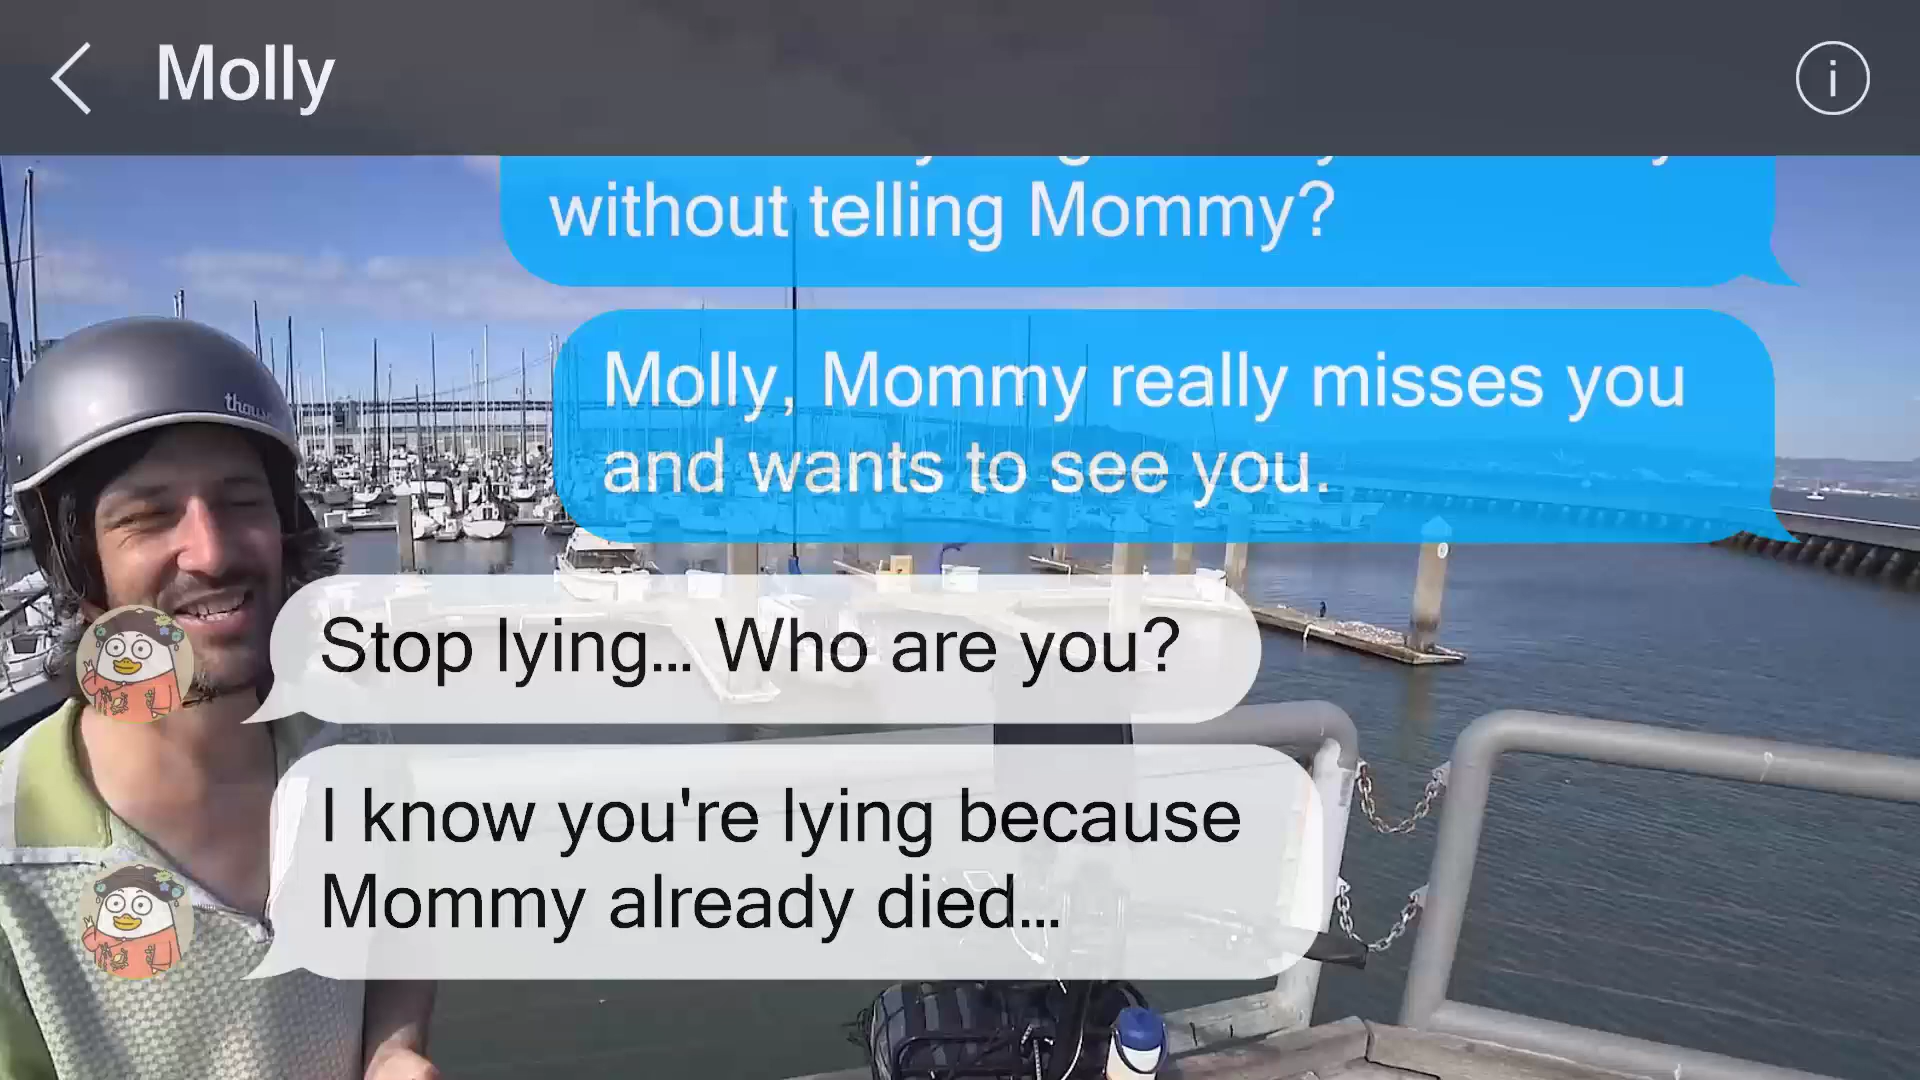 Molly
without telling Mommy?
Molly, Mommy really misses you
and wants to see you.
Stop lying... Who are you?
I know you're lying because
Mommy already died...